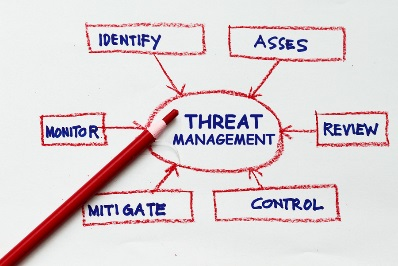 IDENTIFY
ASSES
THREAT
MANAGEMENT
MONITOR
REVIEW
MITIGATE
CONTROL